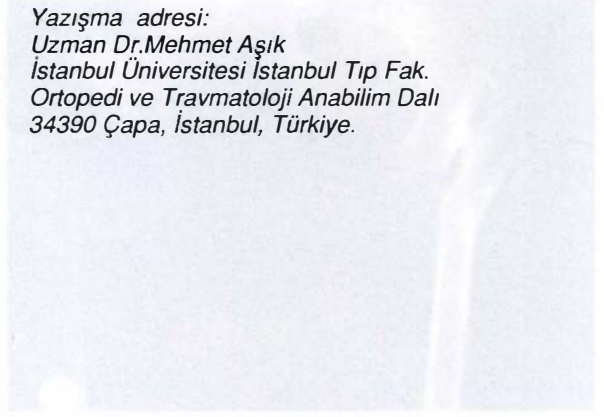 Yazışma adresi:
Uzman Dr.Mehmet Aşık
İstanbul Üniversitesi İstanbul Tıp Fak.
Ortopedi ve Travmatoloji Anabilim Dalı
34390 Çapa, İstanbul, Türkiye.